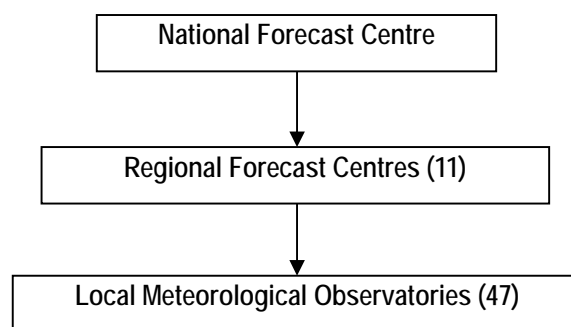 National Forecast Centre
Regional Forecast Centres (11)
Local Meteorological Observatories (47)